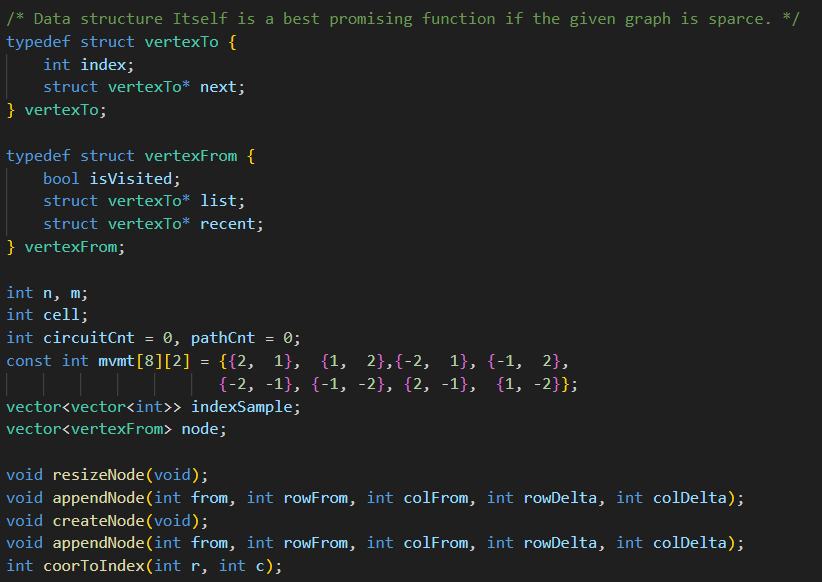 /* Data structure Itself is a best promising function if the given graph is sparce. */
typedef struct vertexTo {
    int index;
    struct vertexTo* next;
} vertexTo;

typedef struct vertexFrom {
    bool isVisited;
    struct vertexTo* list;
    struct vertexTo* recent;
} vertexFrom;

int n, m;
int cell;
int circuitCnt = 0, pathCnt = 0;
const int mvmt[8][2] = {{2,  1},  {1,  2},{-2,  1}, {-1,  2},
                       {-2, -1}, {-1, -2}, {2, -1},  {1, -2}};
vector<vector<int>> indexSample;
vector<vertexFrom> node;

void resizeNode(void);
void appendNode(int from, int rowFrom, int colFrom, int rowDelta, int colDelta);
void createNode(void);
void appendNode(int from, int rowFrom, int colFrom, int rowDelta, int colDelta);
int coorToIndex(int r, int c);